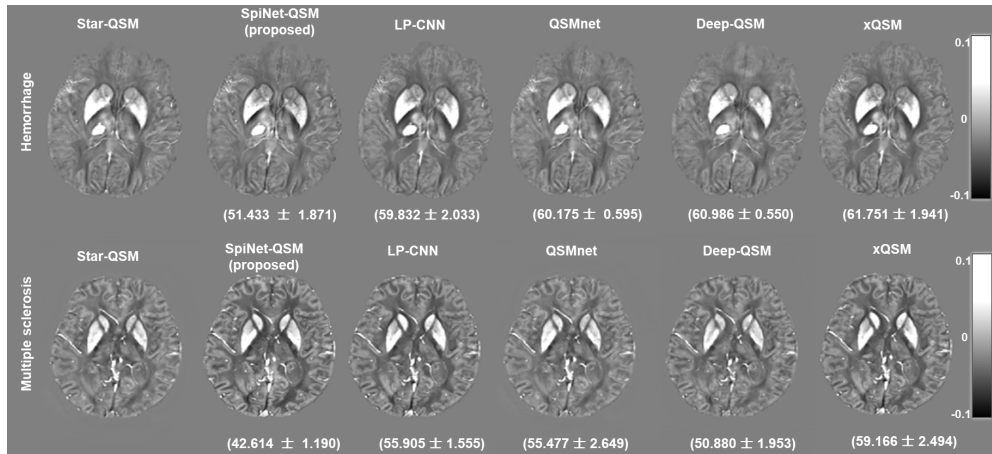 Star-QSM
SpiNet-QSM
(proposed)
LP-CNN
QSMnet
Deep-QSM
xQSM
Hemorrhage
0.1
0
-0.1
(51.433 ± 1.871)
(59.832 ± 2.033)
(60.175 ± 0.595)
(60.986 ± 0.550)
(61.751 ± 1.941)
Star-QSM
SpiNet-QSM
(proposed)
LP-CNN
QSMnet
Deep-QSM
xQSM
Multiple sclerosis
0.1
0
-0.1
(42.614 ± 1.190)
(55.905 ± 1.555)
(55.477 ± 2.649)
(50.880 ± 1.953)
(59.166 ± 2.494)